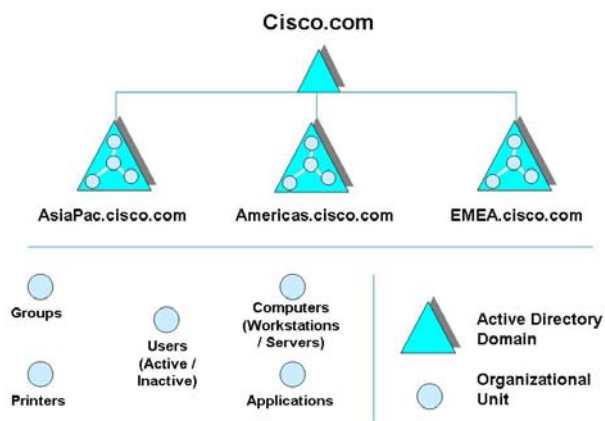 Cisco.com
AsiaPac.cisco.com
Americas.cisco.com
EMEA.cisco.com
Groups
Printers
Users
(Active /
Inactive)
Computers
(Workstations
/ Servers)
Applications
Active Directory
Domain
Organizational
Unit